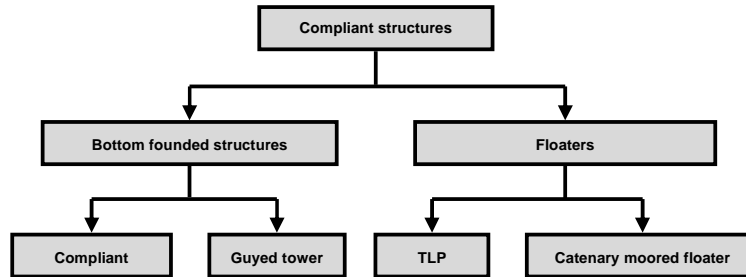 Compliant structures
Bottom founded structures
Floaters
Compliant
Guyed tower
TLP
Catenary moored floater